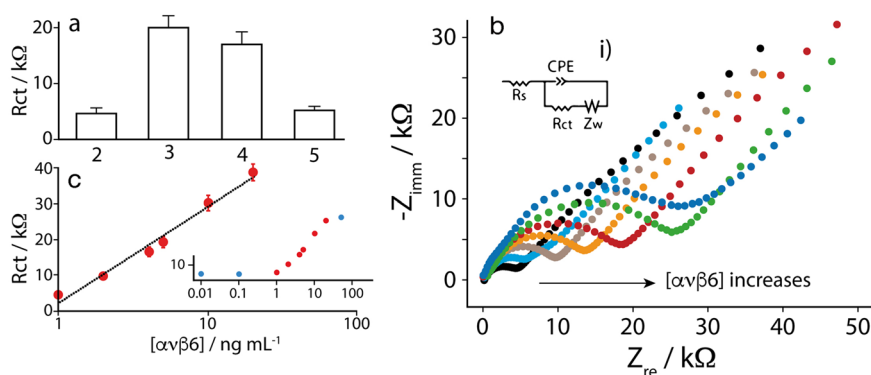 a
Rct / kΩ
20
10
0
2 3 4 5
c
Rct / kΩ
40
30
20
10
0
1 10 100
[ανβ6] / ng mL-1
10
0.01 0.1 1 10 100
b
-Zimm / kΩ
30
20
10
0
0 10 20 30 40 50
Zre / kΩ
i)
CPE
Rs
Rct Zw
[ανβ6] increases